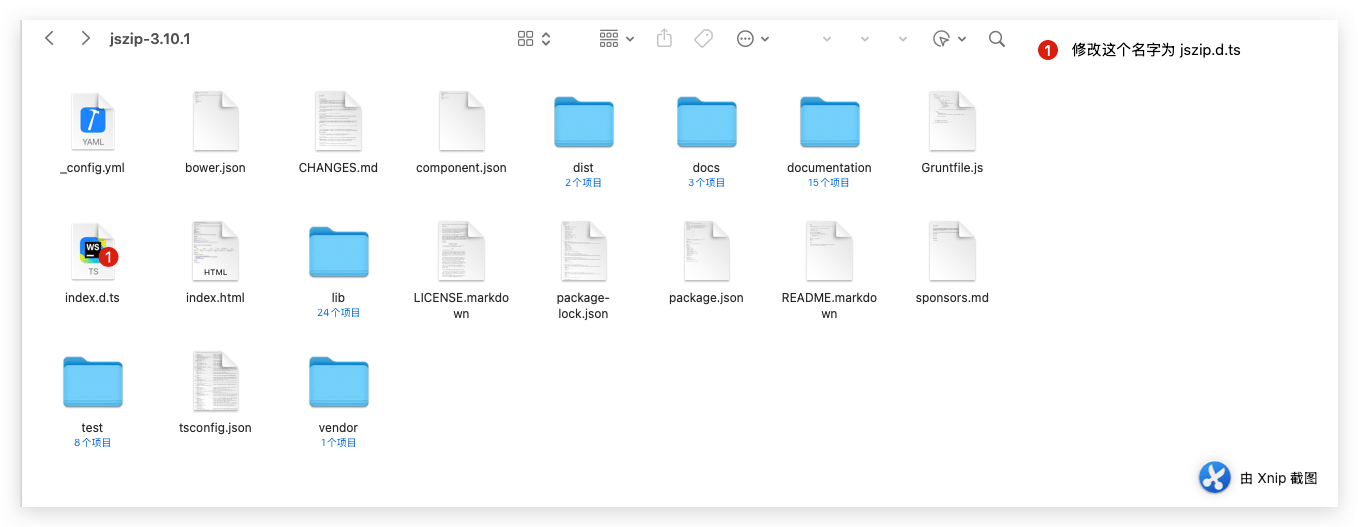 jszip-3.10.1
1 修改这个名字为 jszip.d.ts
YAML
_config.yml
bower.json
CHANGES.md
component.json
dist
2个项目
docs
3个项目
documentation
15个项目
Gruntfile.js
WS
1
TS
index.d.ts
HTML
index.html
lib
24个项目
LICENSE.markdo
wn
package-
lock.json
package.json
README.markdo
wn
sponsors.md
test
8个项目
tsconfig.json
vendor
1个项目
由 Xnip 截图